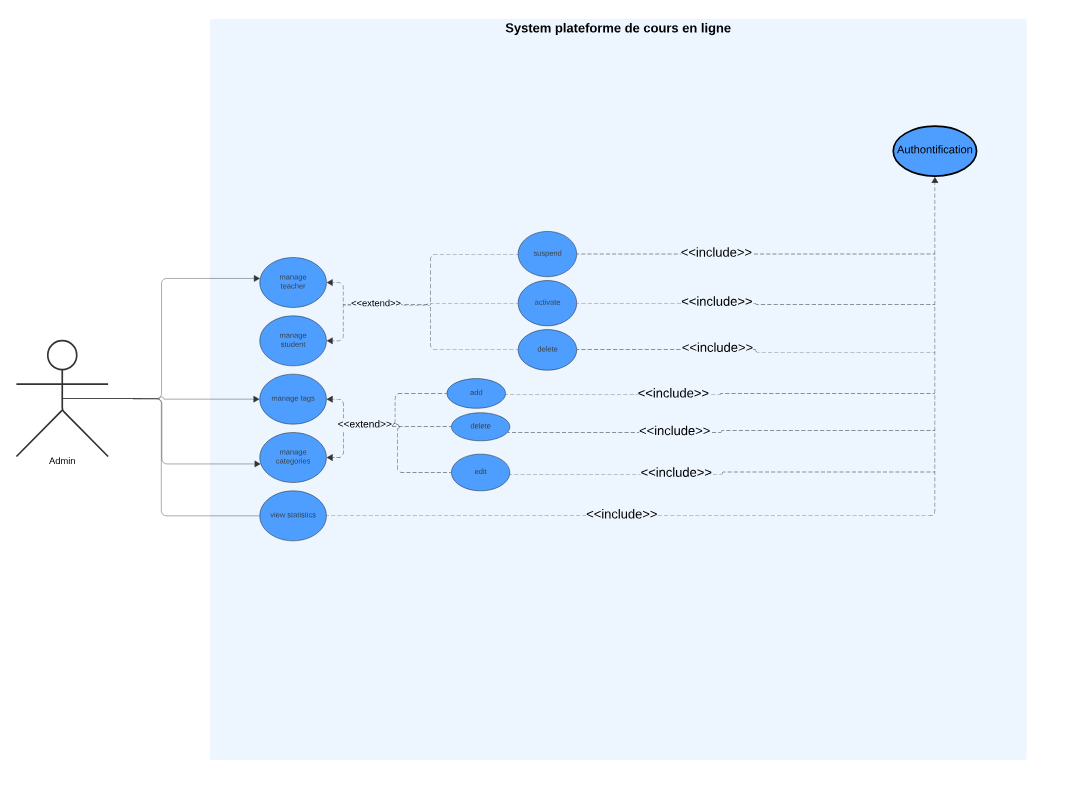 System plateforme de cours en ligne
Authontification
suspend
<<include>>
manage
teacher
<<extend>>
activate
<<include>>
manage
student
delete
<<include>>
manage tags
add
<<include>>
<<extend>>
delete
<<include>>
manage
categories
edit
<<include>>
Admin
view statistics
<<include>>